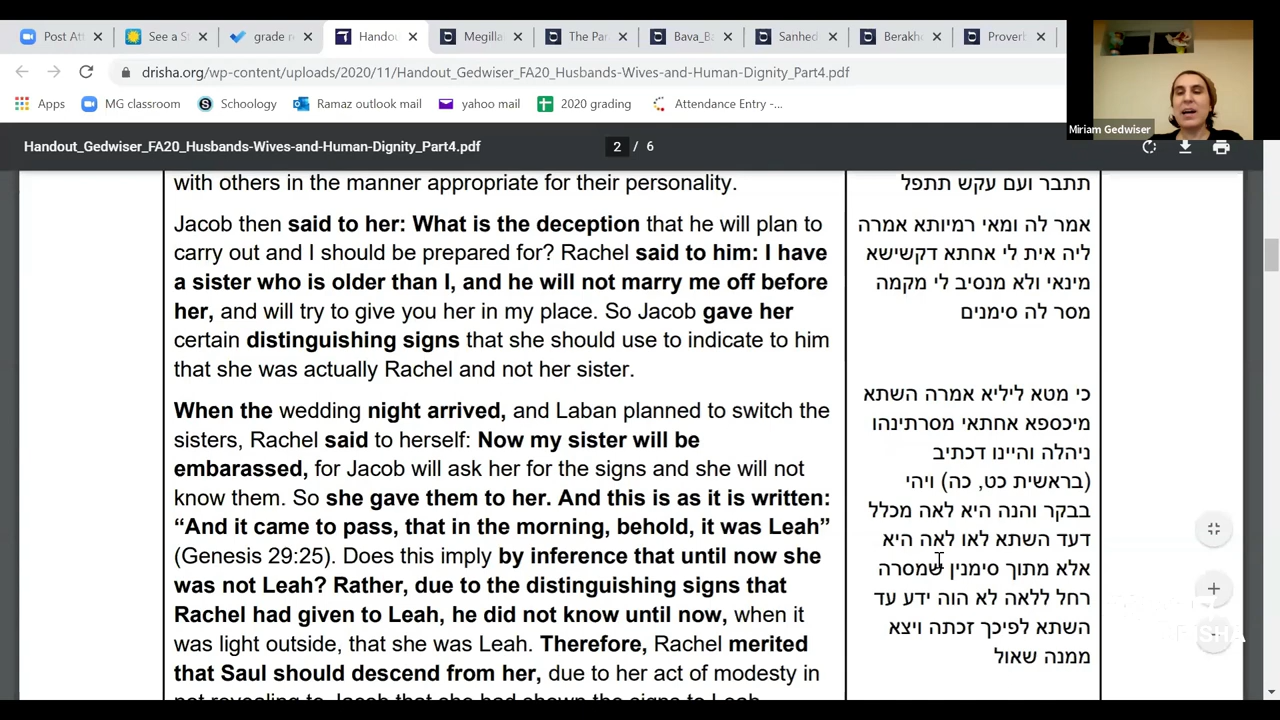 Post At
See a S
grade r
Handou
Megilla
The Par
Bava_Ba
Sanhed
Berakho
Proverb
drisha.org/wp-content/uploads/2020/11/Handout_Gedwiser_FA20_Husbands-Wives-and-Human-Dignity_Part4.pdf
Apps
MG classroom
Schoology
Ramaz outlook mail
yahoo mail
2020 grading
Attendance Entry -...
Miriam Gedwiser
Handout_Gedwiser_FA20_Husbands-Wives-and-Human-Dignity_Part4.pdf
2 / 6
with others in the manner appropriate for their personality.
Jacob then said to her: What is the deception that he will plan to
carry out and I should be prepared for? Rachel said to him: I have
a sister who is older than I, and he will not marry me off before
her, and will try to give you her in my place. So Jacob gave her
certain distinguishing signs that she should use to indicate to him
that she was actually Rachel and not her sister.
When the wedding night arrived, and Laban planned to switch the
sisters, Rachel said to herself: Now my sister will be
embarassed, for Jacob will ask her for the signs and she will not
know them. So she gave them to her. And this is as it is written:
“And it came to pass, that in the morning, behold, it was Leah”
(Genesis 29:25). Does this imply by inference that until now she
was not Leah? Rather, due to the distinguishing signs that
Rachel had given to Leah, he did not know until now, when it
was light outside, that she was Leah. Therefore, Rachel merited
that Saul should descend from her, due to her act of modesty in
not revealing to Jacob that she had shown the signs to Leah
תתבר ועם עקש תתפל
אמר לה ומאי רמיותא אמרה
ליה אית לי אחתא דקשישא
מינאי ולא מנסיב לי מקמה
מסר לה סימנים
כי מטא ליליא אמרה השתא
מיכספא אחתאי מסרתינהו
ניהלה והיינו דכתיב
(בראשית כט, כה) ויהי
בבקר והנה היא לאה מכלל
דעד השתא לאו לאה היא
אלא מתוך סימנין שמסרה
רחל ללאה לא הוה ידע עד
השתא לפיכך זכתה ויצא
ממנה שאול